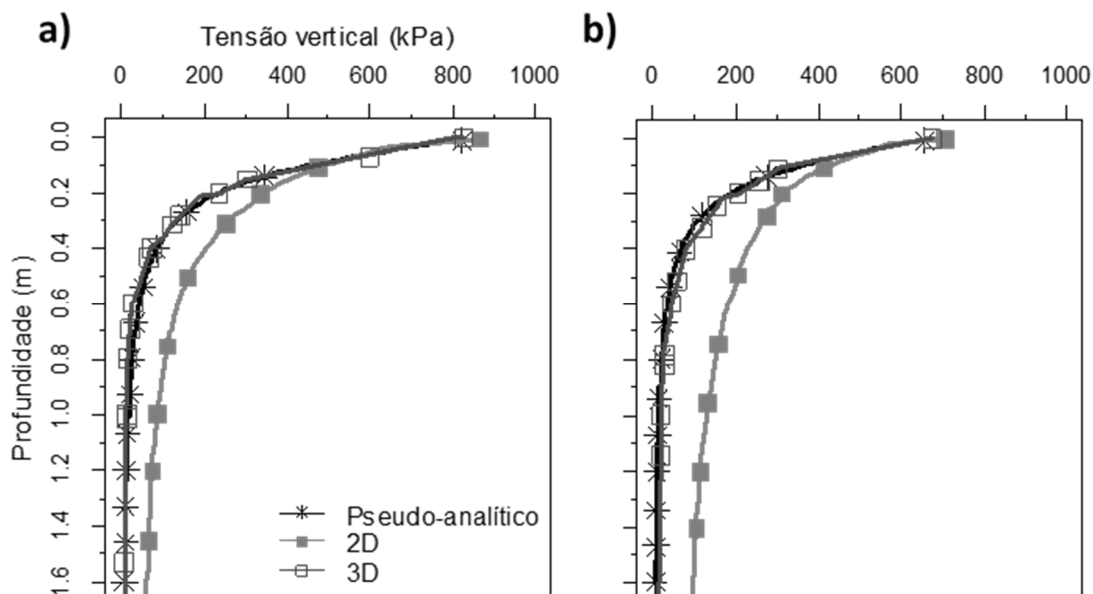 a)
Tensão vertical (kPa)
0 200 400 600 800 1000
Profundidade (m)
0.0
0.2
0.4
0.6
0.8
1.0
1.2
1.4
1.6
Pseudo-analítico
2D
3D
b)
0 200 400 600 800 1000